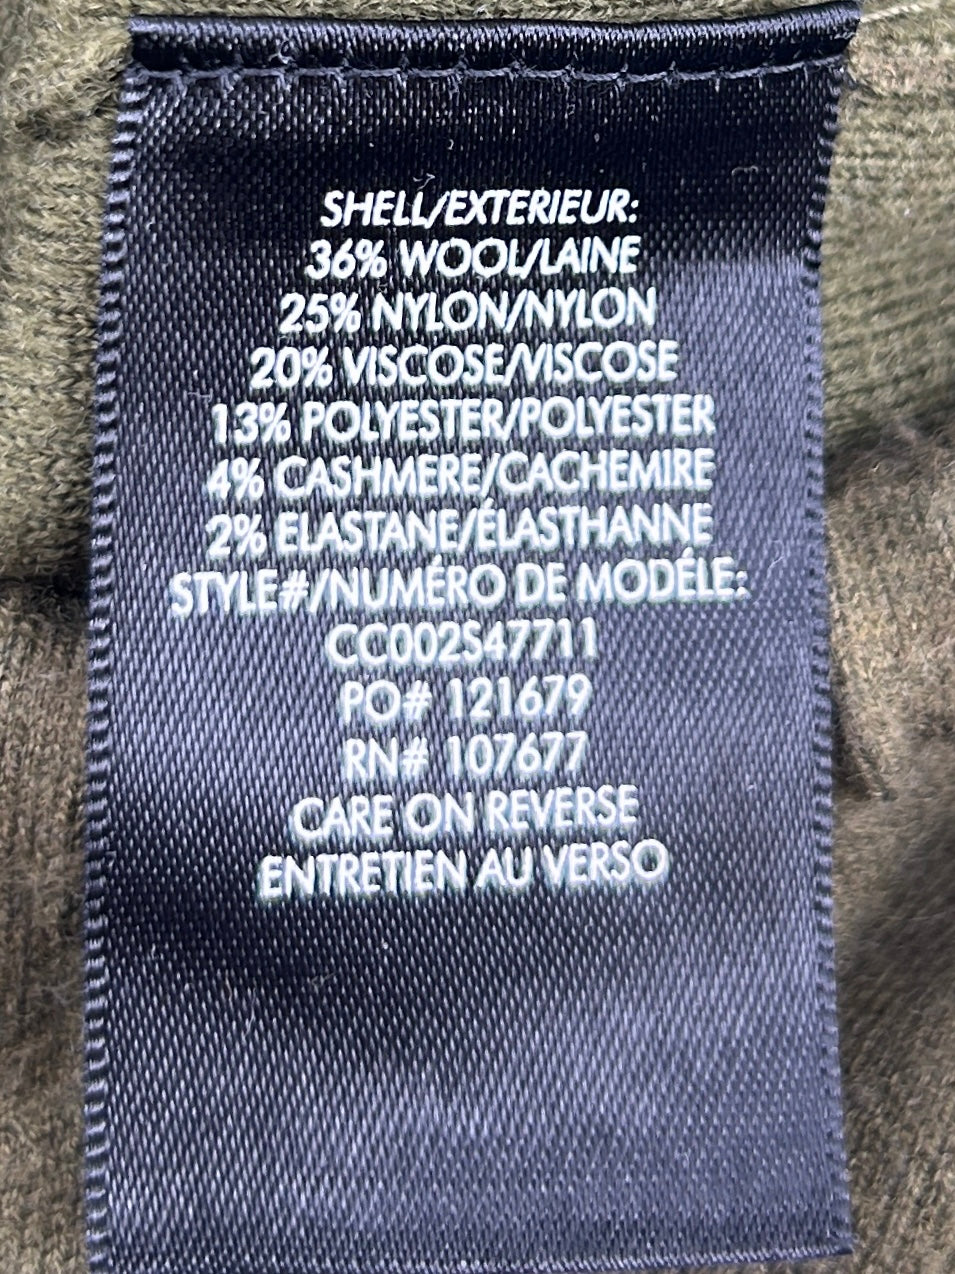 SHELL/EXTERIEUR:
36% WOOL/LAINE
25% NYLON/NYLON
20% VISCOSE/VISCOSE
13% POLYESTER/POLYESTER
4% CASHMERE/CACHEMIRE
2% ELASTANE/ÉLASTHANNE
STYLE#/NUMÉRO DE MODÉLE:
CC002S47711
PO# 121679
RN# 107677
CARE ON REVERSE
ENTRETIEN AU VERSO